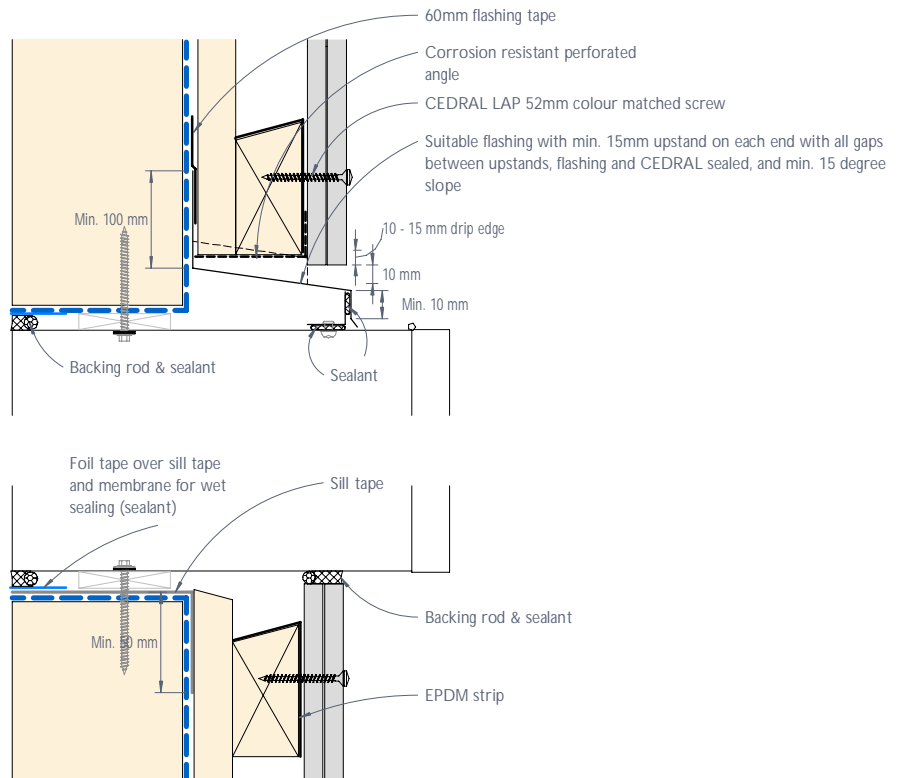 60mm flashing tape
Corrosion resistant perforated
angle
CEDRAL LAP 52mm colour matched screw
Suitable flashing with min. 15mm upstand on each end with all gaps
between upstands, flashing and CEDRAL sealed, and min. 15 degree
slope
Min. 100 mm
10 - 15 mm drip edge
10 mm
Min. 10 mm
Backing rod & sealant
Sealant
Foil tape over sill tape
and membrane for wet
sealing (sealant)
Sill tape
Backing rod & sealant
Min. 50 mm
EPDM strip